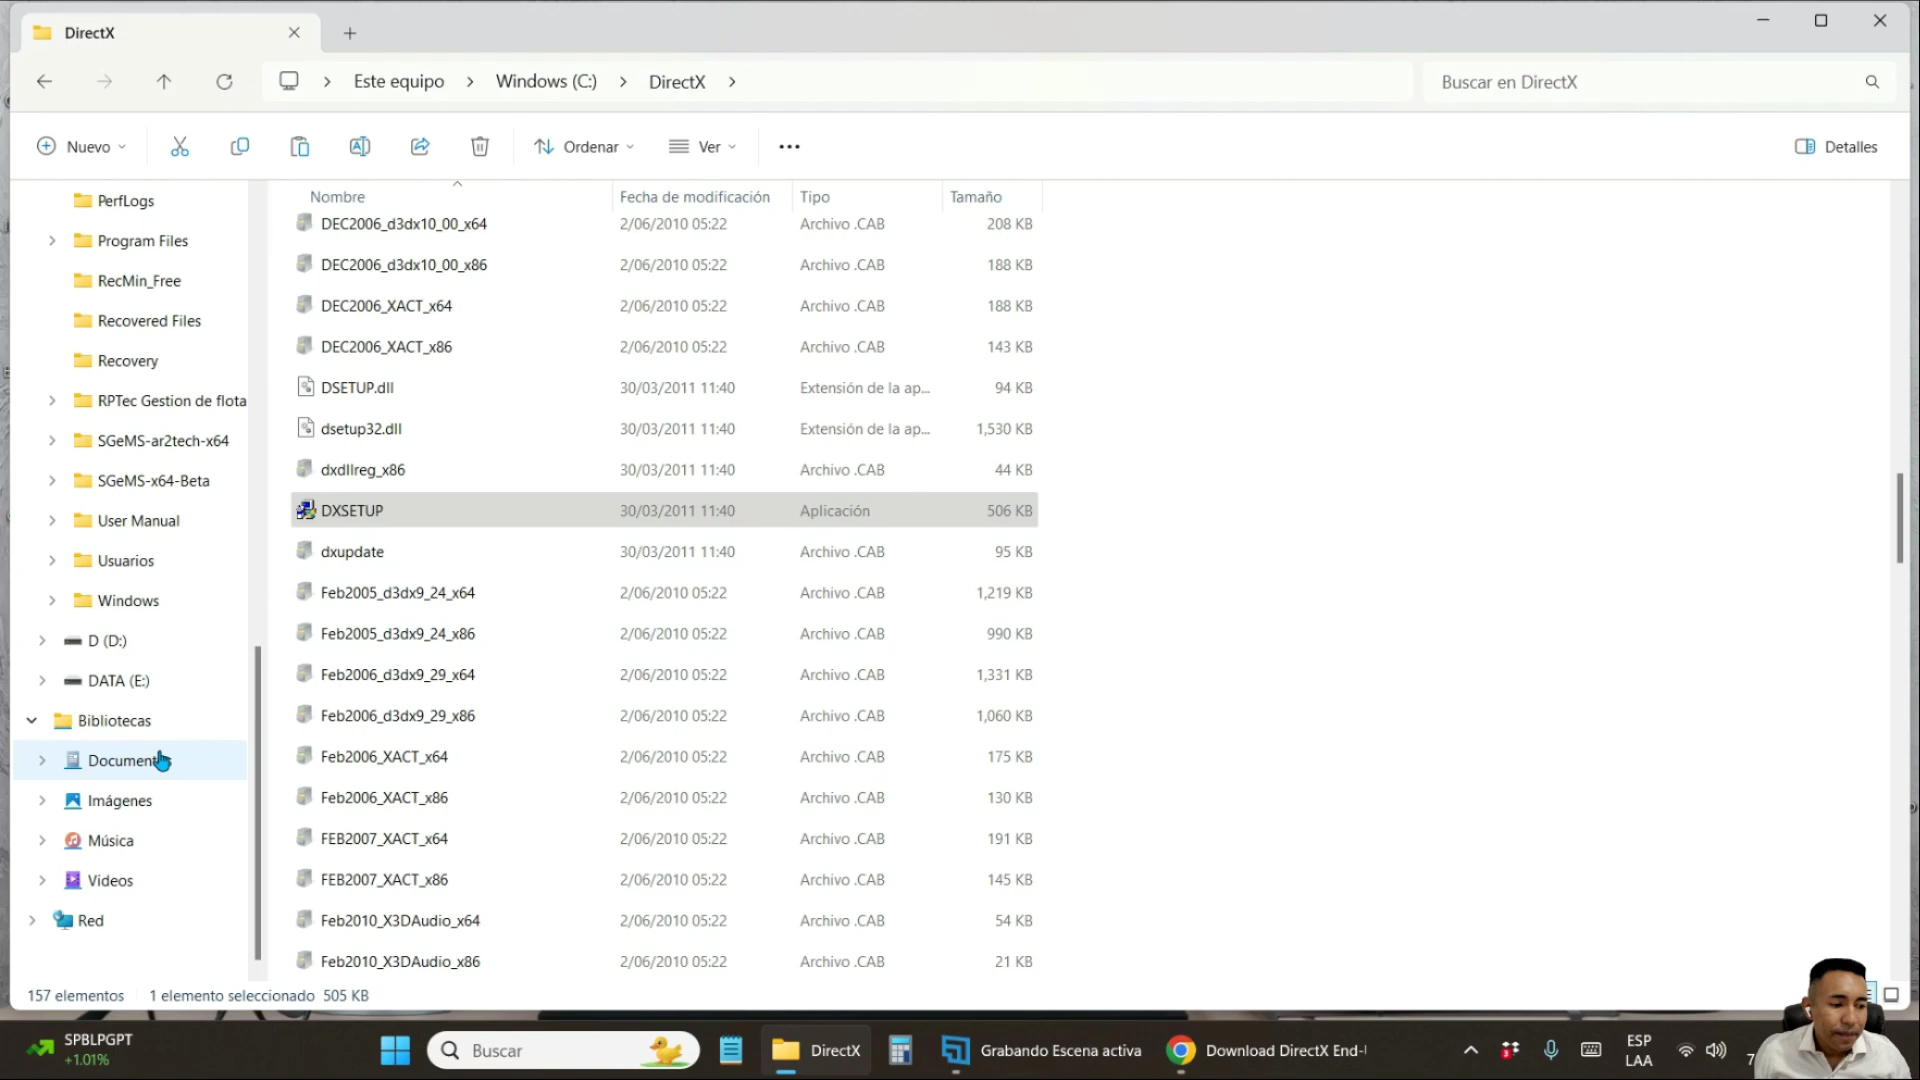 DirectX
Este equipo > Windows (C:) > DirectX >
Buscar en DirectX
Nuevo
Ordenar
Ver
Detalles
PerfLogs
Program Files
RecMin_Free
Recovered Files
Recovery
RPTec Gestion de flota
SGeMS-ar2tech-x64
SGeMS-x64-Beta
User Manual
Usuarios
Windows
D (D:)
DATA (E:)
Bibliotecas
Imágenes
Música
Videos
Red
Nombre Fecha de modificación Tipo Tamaño
DEC2006_d3dx10_00_x64 2/06/2010 05:22 Archivo .CAB 208 KB
DEC2006_d3dx10_00_x86 2/06/2010 05:22 Archivo .CAB 188 KB
DEC2006_XACT_x64 2/06/2010 05:22 Archivo .CAB 188 KB
DEC2006_XACT_x86 2/06/2010 05:22 Archivo .CAB 143 KB
DSETUP.dll 30/03/2011 11:40 Extensión de la ap... 94 KB
dsetup32.dll 30/03/2011 11:40 Extensión de la ap... 1,530 KB
dxdllreg_x86 30/03/2011 11:40 Archivo .CAB 44 KB
DXSETUP 30/03/2011 11:40 Aplicación 506 KB
dxupdate 30/03/2011 11:40 Archivo .CAB 95 KB
Feb2005_d3dx9_24_x64 2/06/2010 05:22 Archivo .CAB 1,219 KB
Feb2005_d3dx9_24_x86 2/06/2010 05:22 Archivo .CAB 990 KB
Feb2006_d3dx9_29_x64 2/06/2010 05:22 Archivo .CAB 1,331 KB
Feb2006_d3dx9_29_x86 2/06/2010 05:22 Archivo .CAB 1,060 KB
Feb2006_XACT_x64 2/06/2010 05:22 Archivo .CAB 175 KB
Feb2006_XACT_x86 2/06/2010 05:22 Archivo .CAB 130 KB
FEB2007_XACT_x64 2/06/2010 05:22 Archivo .CAB 191 KB
FEB2007_XACT_x86 2/06/2010 05:22 Archivo .CAB 145 KB
Feb2010_X3DAudio_x64 2/06/2010 05:22 Archivo .CAB 54 KB
Feb2010_X3DAudio_x86 2/06/2010 05:22 Archivo .CAB 21 KB
157 elementos 1 elemento seleccionado 505 KB
SPBLPGPT
+1.01%
Buscar
DirectX
Grabando Escena activa
Download DirectX End-
ESP
LAA